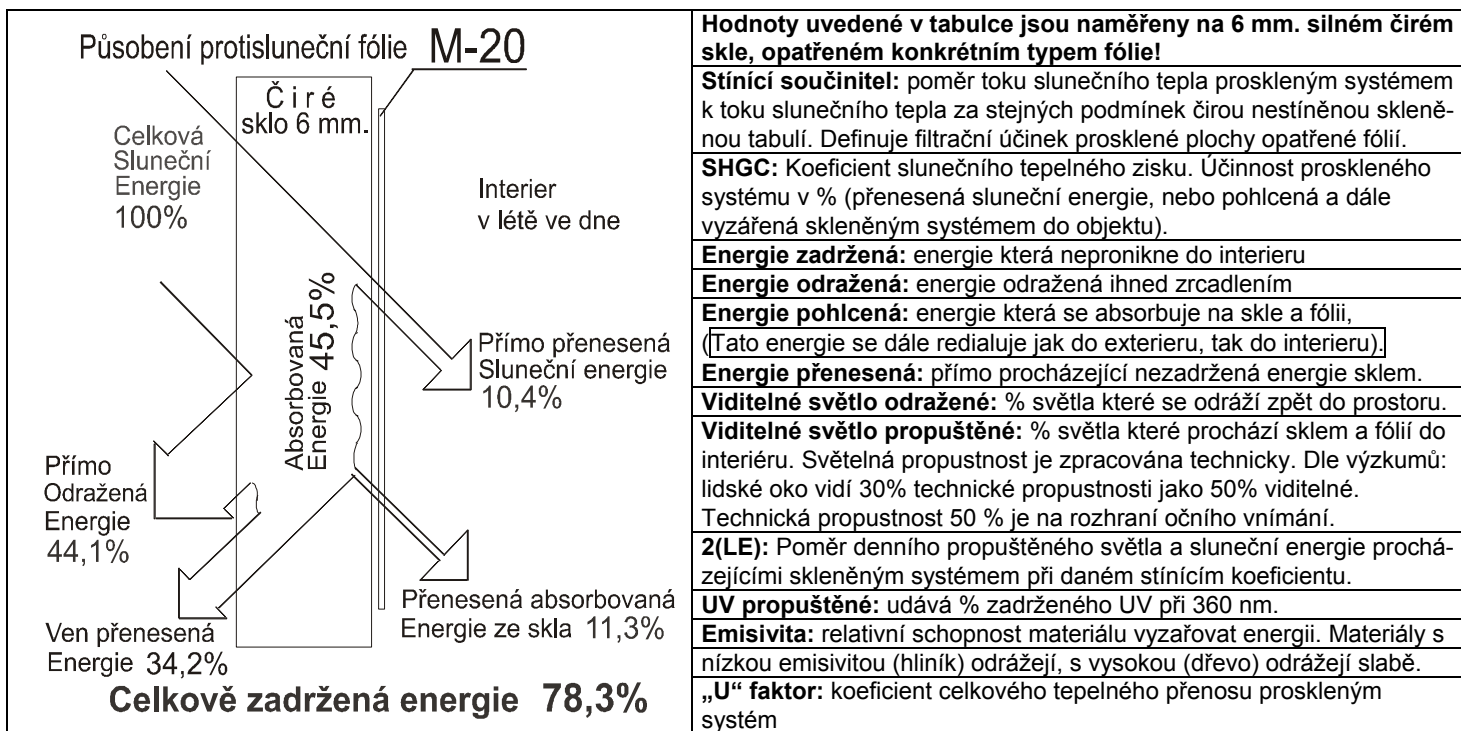 Působení protisluneční fólie M-20
Čiré
sklo 6 mm.
Celková
Sluneční
Energie
100%
Interier
v létě ve dne
Absorbovaná
Energie 45,5%
Přímo přenesená
Sluneční energie
10,4%
Přímo
Odražená
Energie
44,1%
Přenesená absorbovaná
Energie ze skla 11,3%
Ven přenesená
Energie 34,2%
Celkově zadržená energie 78,3%
Hodnoty uvedené v tabulce jsou naměřeny na 6 mm. silném čirém
skle, opatřeném konkrétním typem fólie!
Stínící součinitel: poměr toku slunečního tepla proskleným systémem
k toku slunečního tepla za stejných podmínek čirou nestíněnou skleně-
nou tabulí. Definuje filtrační účinek prosklené plochy opatřené fólií.
SHGC: Koeficient slunečního tepelného zisku. Účinnost proskleného
systému v % (přenesená sluneční energie, nebo pohlcená a dále
vyzářená skleněným systémem do objektu).
Energie zadržená: energie která nepronikne do interieru
Energie odražená: energie odražená ihned zrcadlením
Energie pohlcená: energie která se absorbuje na skle a fólii,
(Tato energie se dále redialuje jak do exterieru, tak do interieru).
Energie přenesená: přímo procházející nezadržená energie sklem.
Viditelné světlo odražené: % světla které se odráží zpět do prostoru.
Viditelné světlo propuštěné: % světla které prochází sklem a fólií do
interiéru. Světelná propustnost je zpracována technicky. Dle výzkumů:
lidské oko vidí 30% technické propustnosti jako 50% viditelné.
Technická propustnost 50 % je na rozhraní očního vnímání.
2(LE): Poměr denního propuštěného světla a sluneční energie prochá-
zejícími skleněným systémem při daném stínícím koeficientu.
UV propuštěné: udává % zadrženého UV při 360 nm.
Emisivita: relativní schopnost materiálu vyzařovat energii. Materiály s
nízkou emisivitou (hliník) odrážejí, s vysokou (dřevo) odrážejí slabě.
„U“ faktor: koeficient celkového tepelného přenosu proskleným
systém